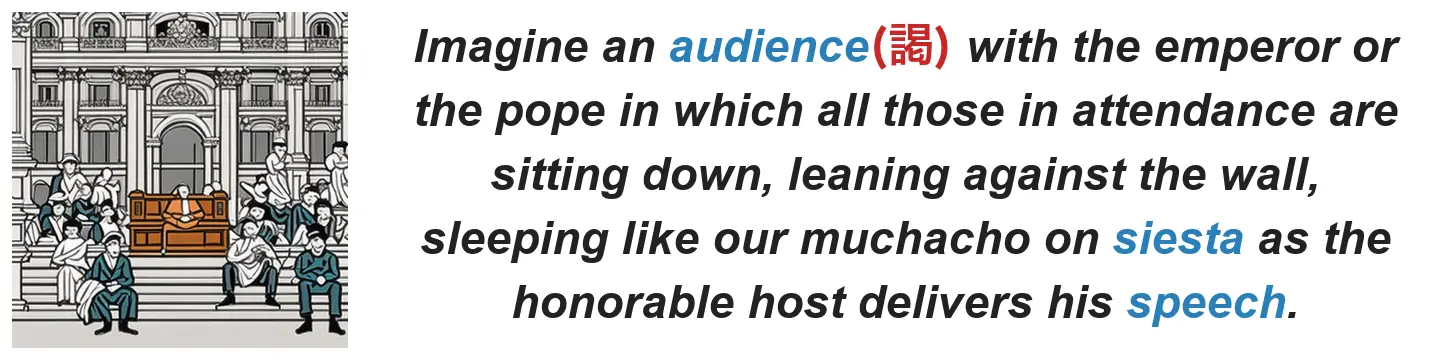 Imagine an audience(謁) with the emperor or
the pope in which all those in attendance are
sitting down, leaning against the wall,
sleeping like our muchacho on siesta as the
honorable host delivers his speech.